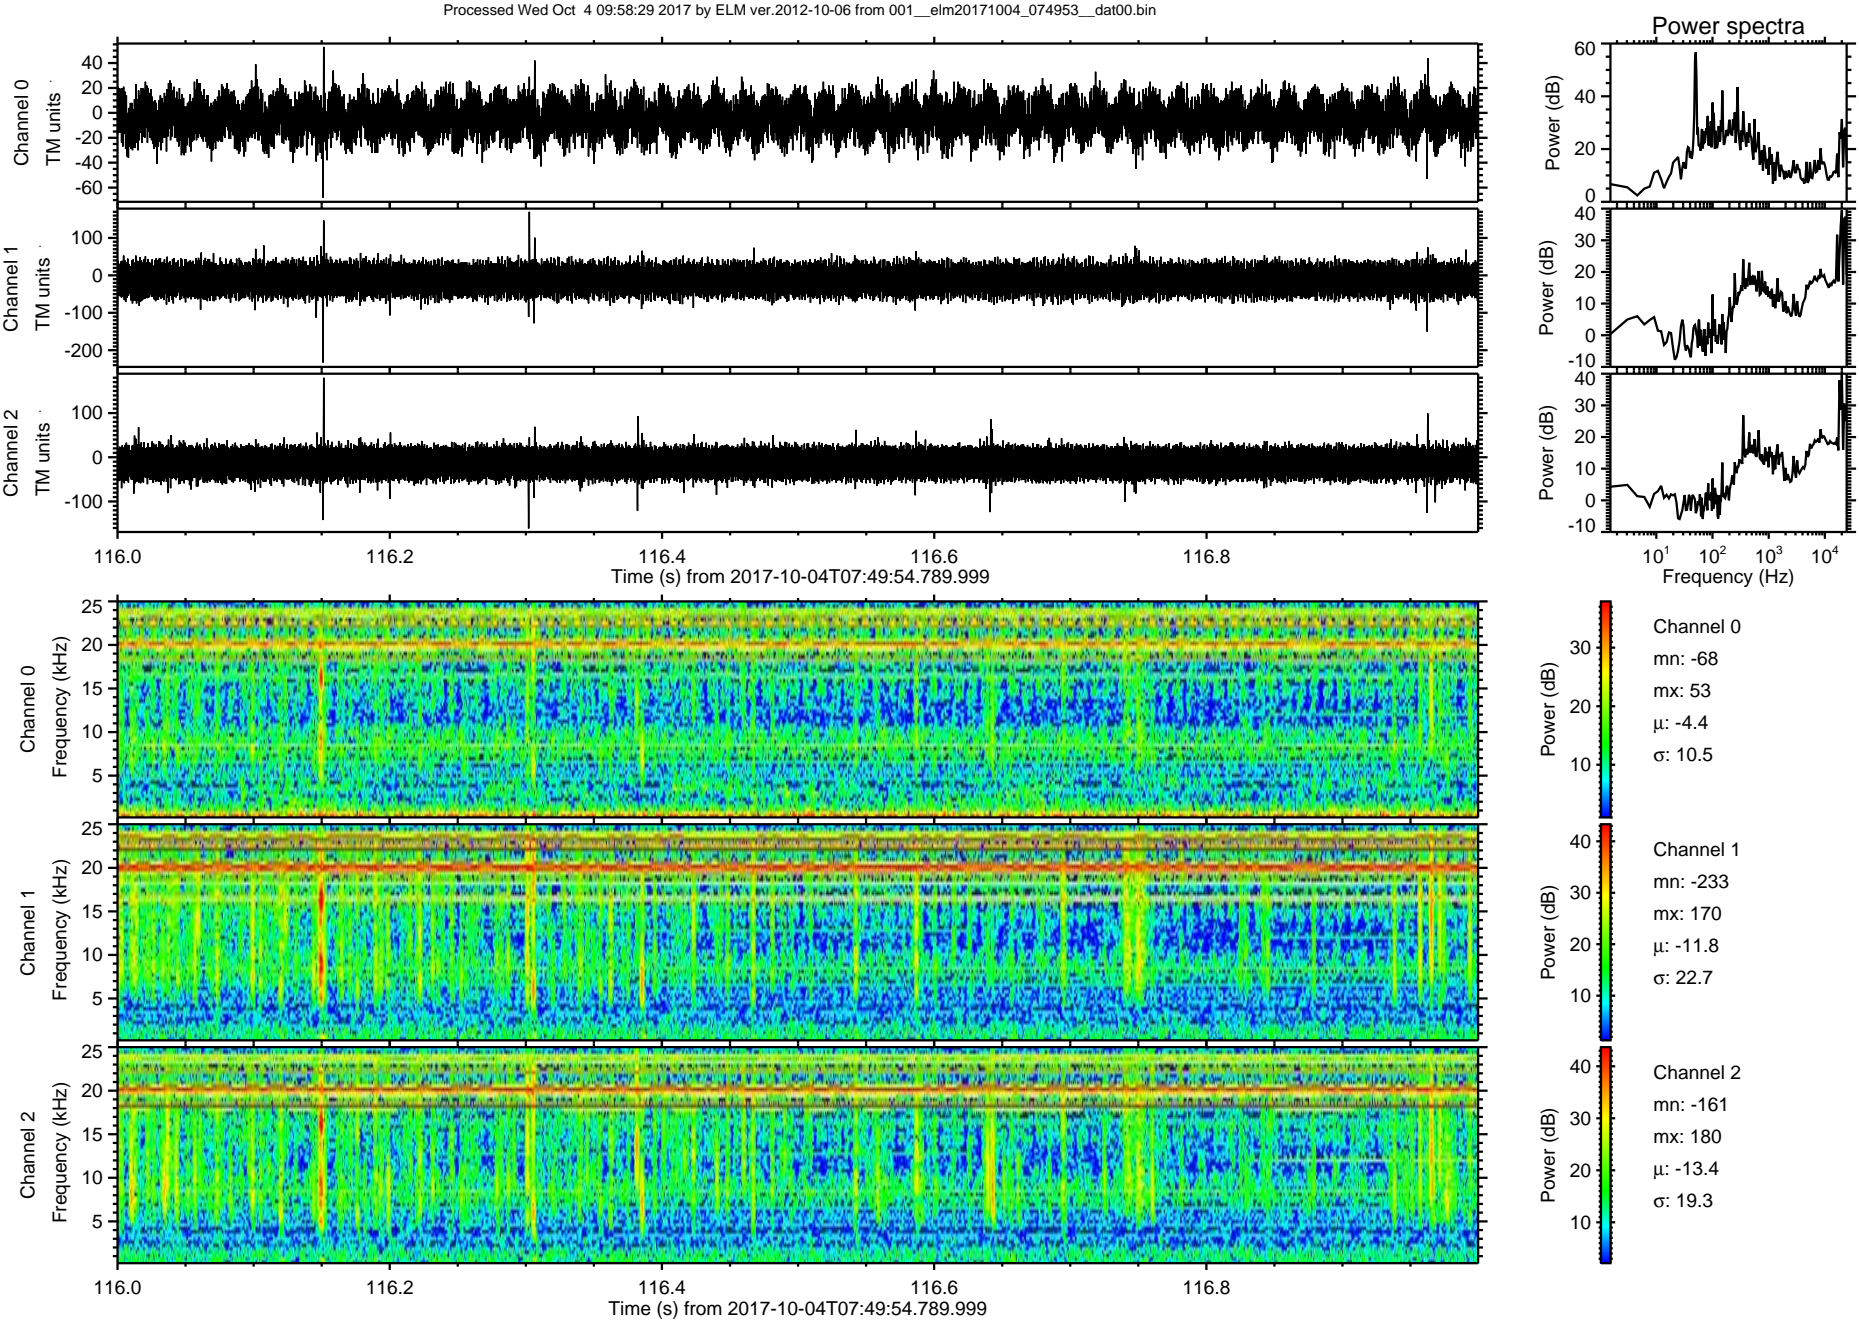 Processed Wed Oct  4 09:58:29 2017 by ELM ver.2012-10-06 from 001__elm20171004_074953__dat00.bin
Power spectra
Channel 0
TM units
40
20
0
-20
-40
-60
Power (dB)
60
40
20
0
Channel 1
TM units
100
0
-100
-200
Power (dB)
40
30
20
10
0
-10
Channel 2
TM units
100
0
-100
Power (dB)
40
30
20
10
0
-10
116.0 116.2 116.4 116.6 116.8
Time (s) from 2017-10-04T07:49:54.789.999
10¹ 10² 10³ 10⁴
Frequency (Hz)
Channel 0
Frequency (kHz)
25
20
15
10
5
Power (dB)
30
20
10
Channel 0
mn: -68
mx: 53
μ: -4.4
σ: 10.5
Channel 1
Frequency (kHz)
25
20
15
10
5
Power (dB)
40
30
20
10
Channel 1
mn: -233
mx: 170
μ: -11.8
σ: 22.7
Channel 2
Frequency (kHz)
25
20
15
10
5
Power (dB)
40
30
20
10
Channel 2
mn: -161
mx: 180
μ: -13.4
σ: 19.3
116.0 116.2 116.4 116.6 116.8
Time (s) from 2017-10-04T07:49:54.789.999